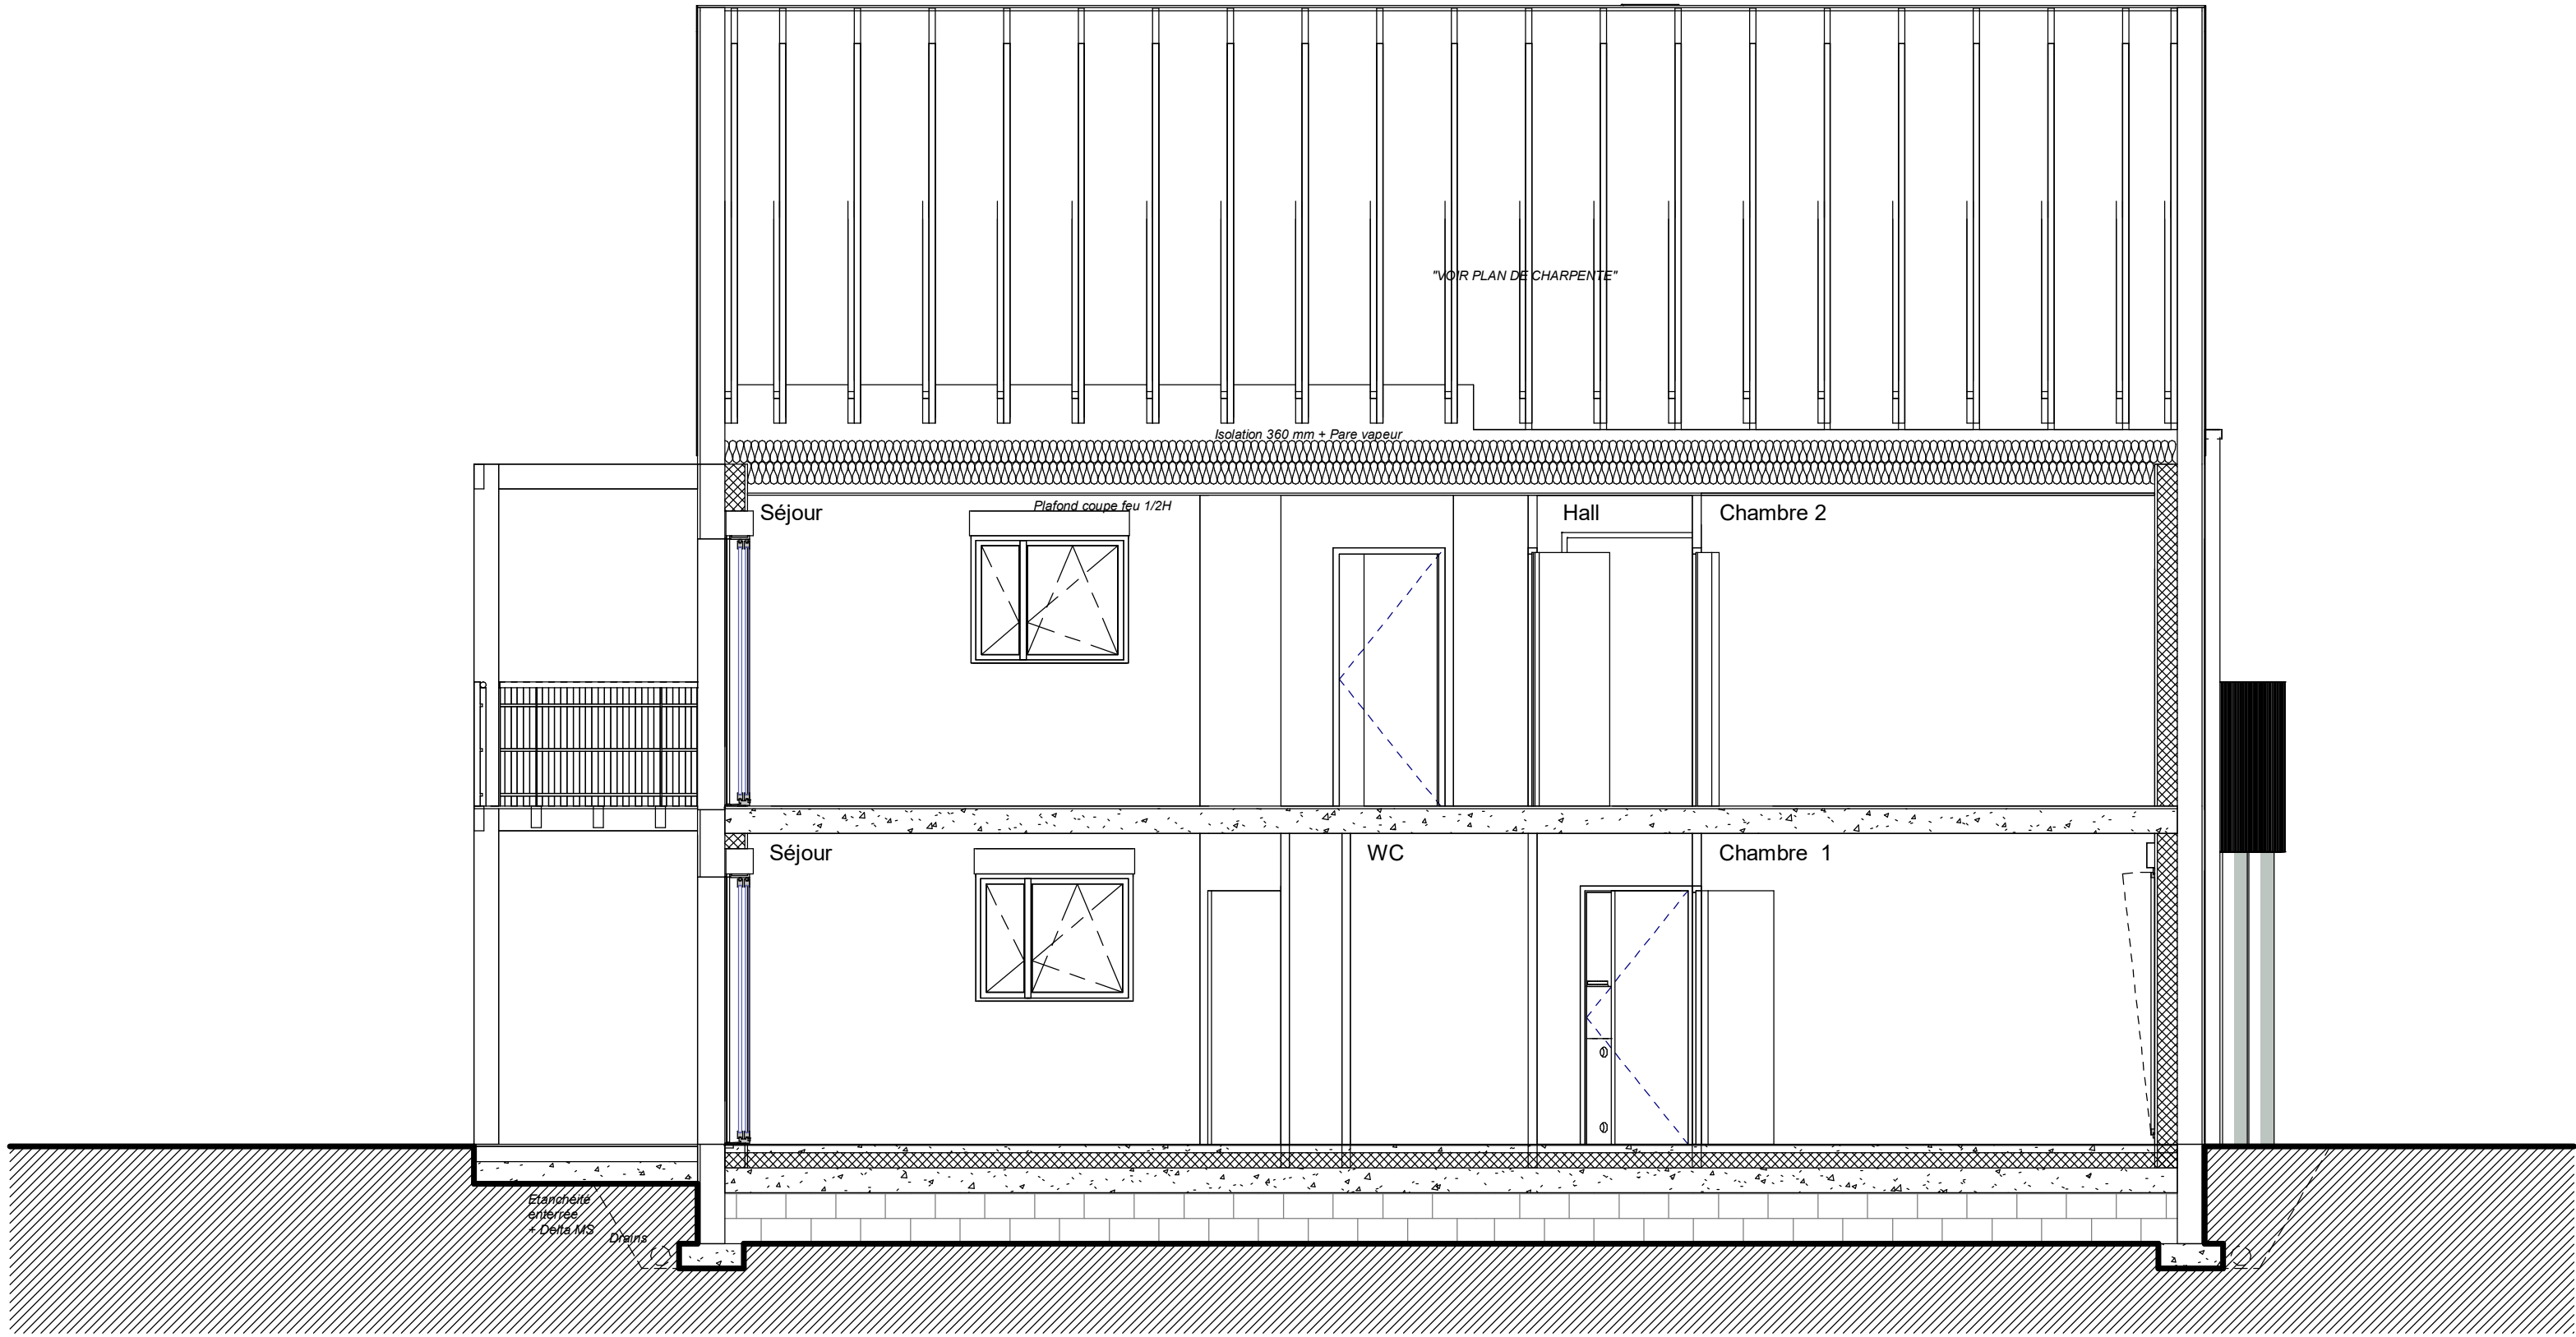 "VOIR PLAN DE CHARPENTE"
Isolation 360 mm + Pare vapeur
Plafond coupe feu 1/2H
Séjour
Hall
Chambre 2
Séjour
WC
Chambre 1
Etanchéité
enterrée
+ Delta MS
Drains